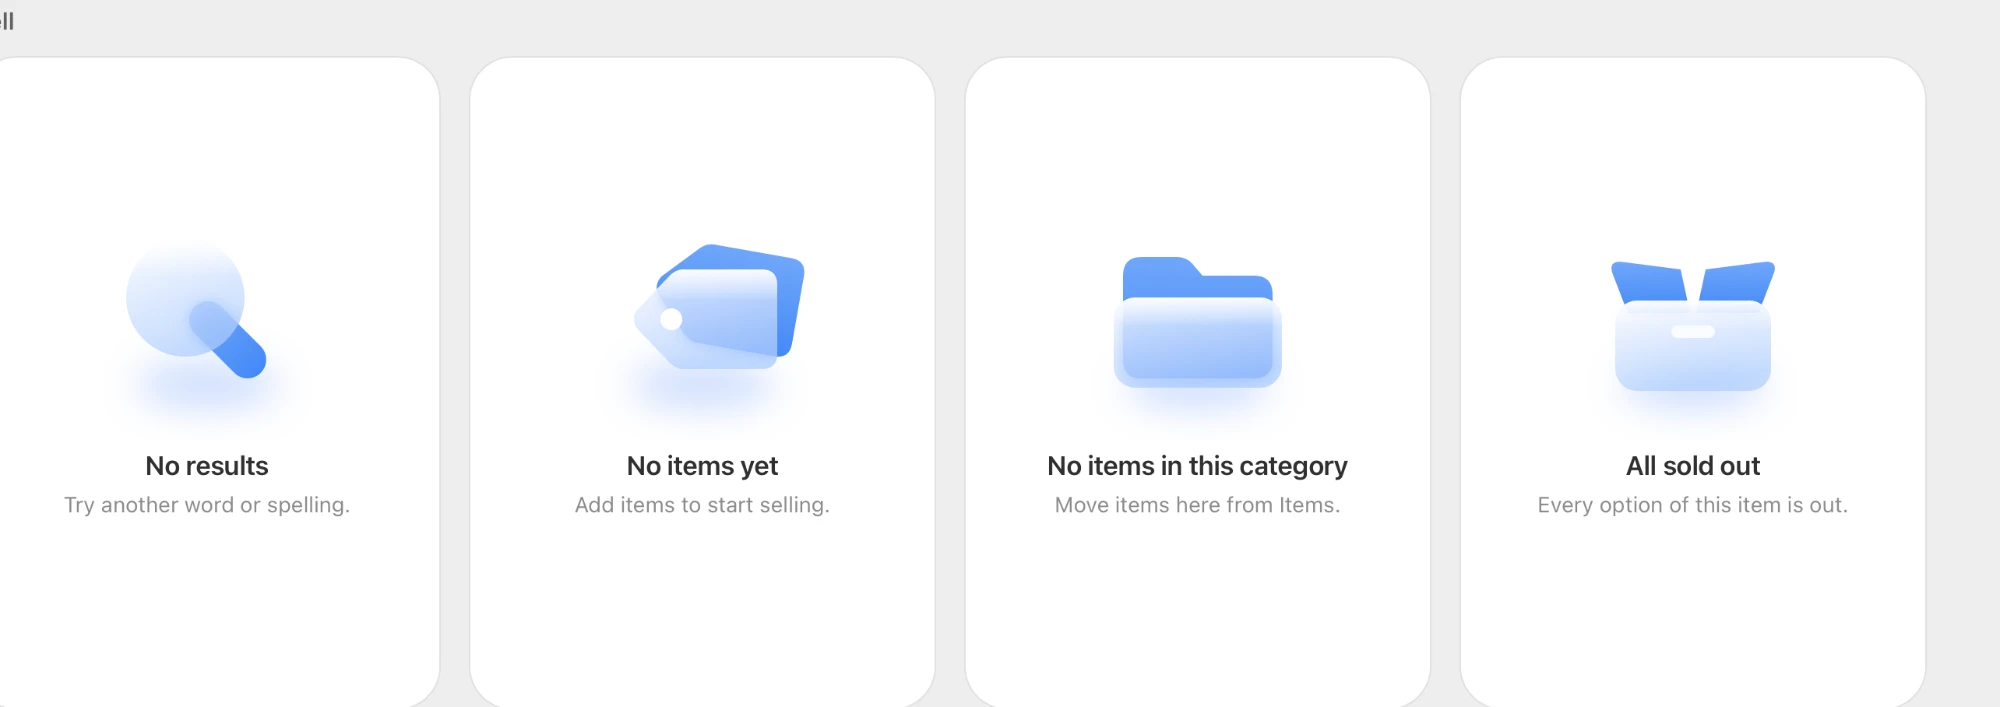 No results
Try another word or spelling.
No items yet
Add items to start selling.
No items in this category
Move items here from Items.
All sold out
Every option of this item is out.